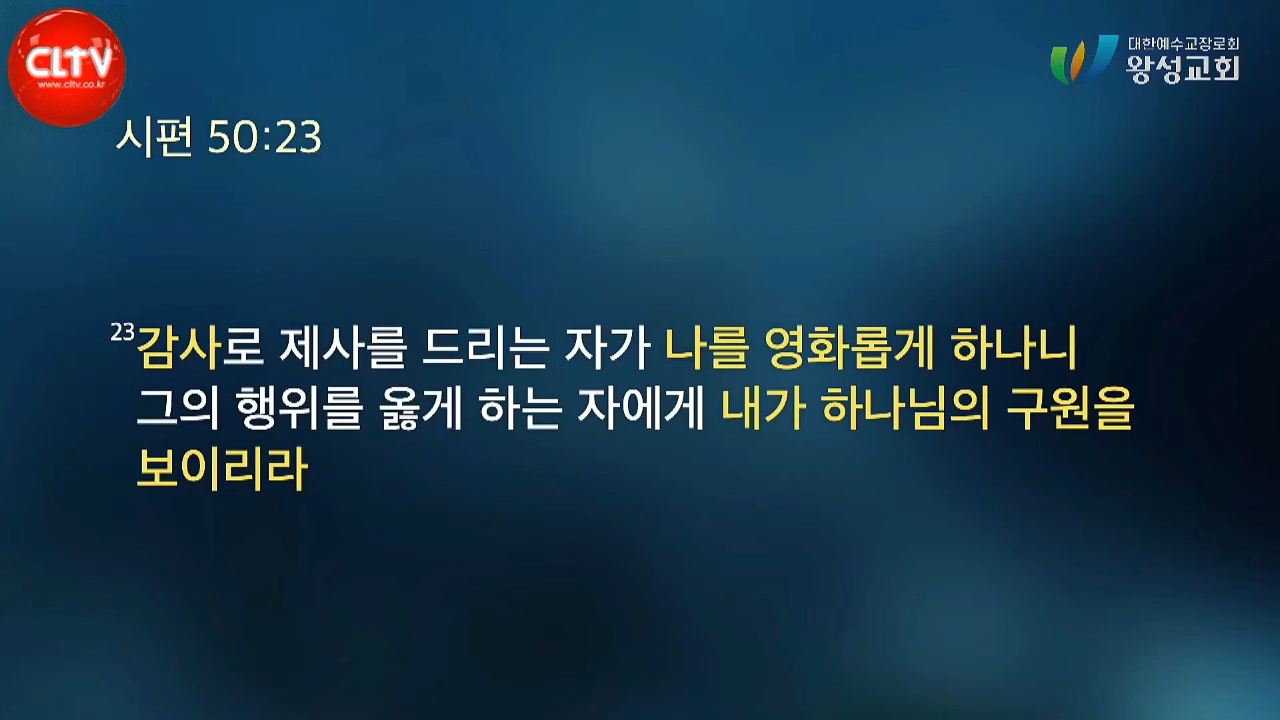 CLTV
www.cltv.co.kr
대한예수교장로회
왕성교회
시편 50:23
23감사로 제사를 드리는 자가 나를 영화롭게 하나니
그의 행위를 옳게 하는 자에게 내가 하나님의 구원을
보이리라